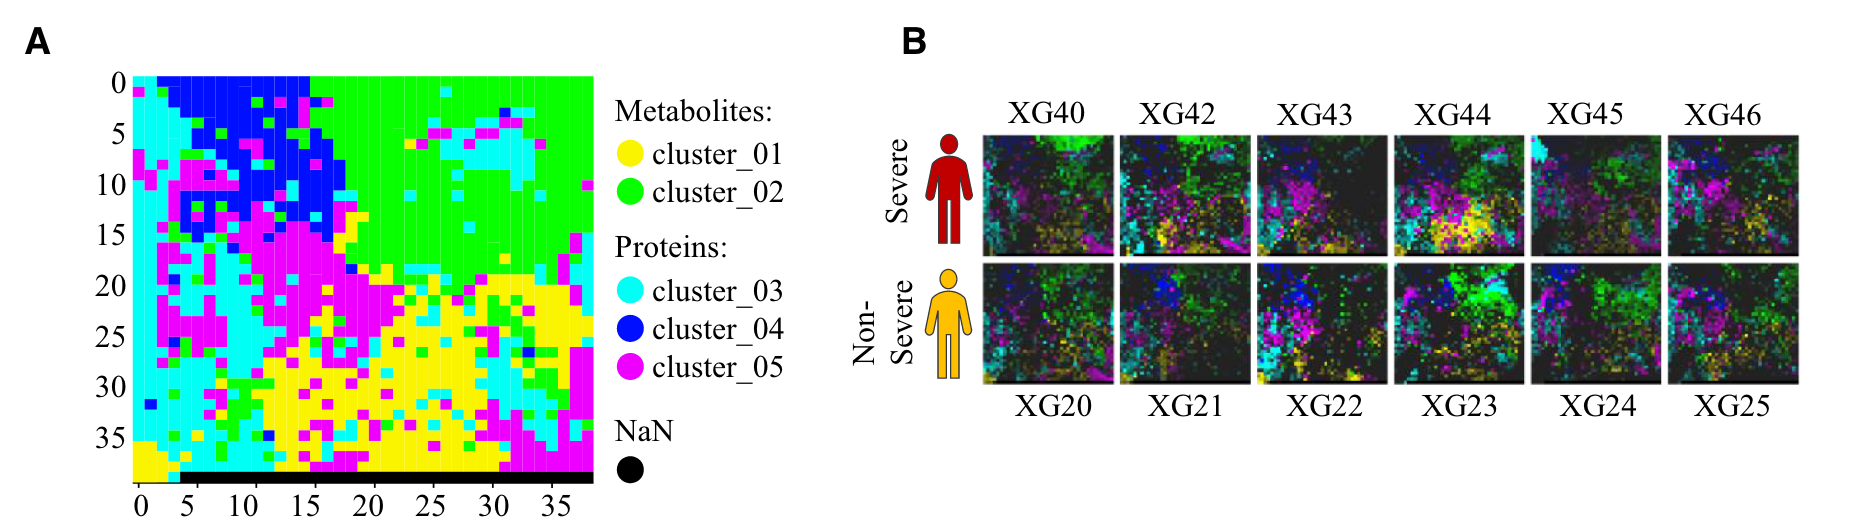 A
0
5
10
15
20
25
30
35
0 5 10 15 20 25 30 35
Metabolites:
cluster_01
cluster_02
Proteins:
cluster_03
cluster_04
cluster_05
NaN
B
XG40 XG42 XG43 XG44 XG45 XG46
Severe
Non-
Severe
XG20 XG21 XG22 XG23 XG24 XG25